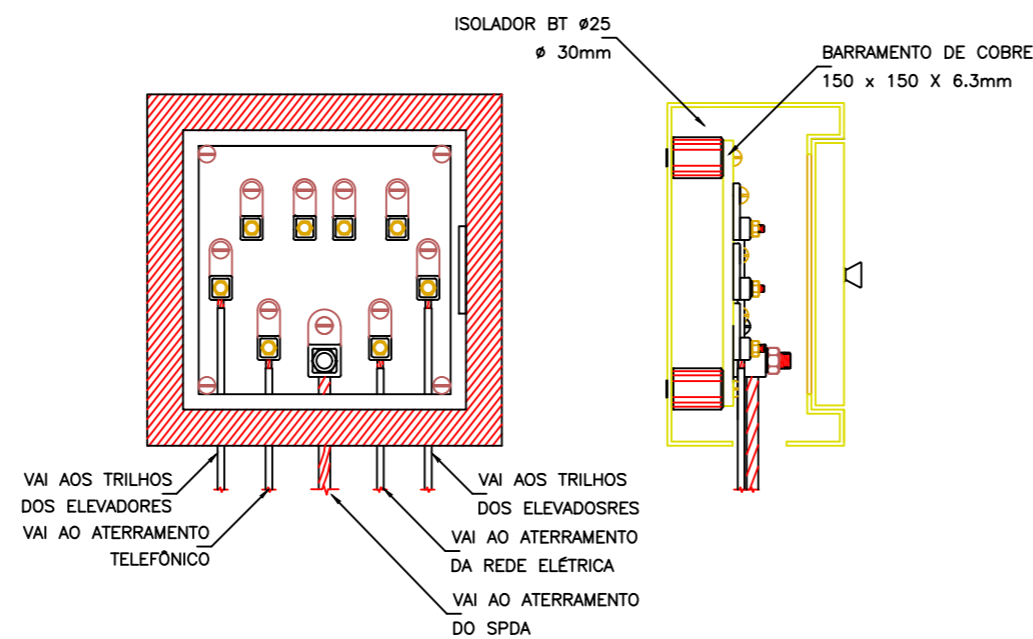 ISOLADOR BT ø25
ø 30mm
BARRAMENTO DE COBRE
150 x 150 X 6.3mm
VAI AOS TRILHOS
DOS ELEVADORES
VAI AO ATERRAMENTO
TELEFÔNICO
VAI AOS TRILHOS
DOS ELEVADOSRES
VAI AO ATERRAMENTO
DA REDE ELÉTRICA
VAI AO ATERRAMENTO
DO SPDA